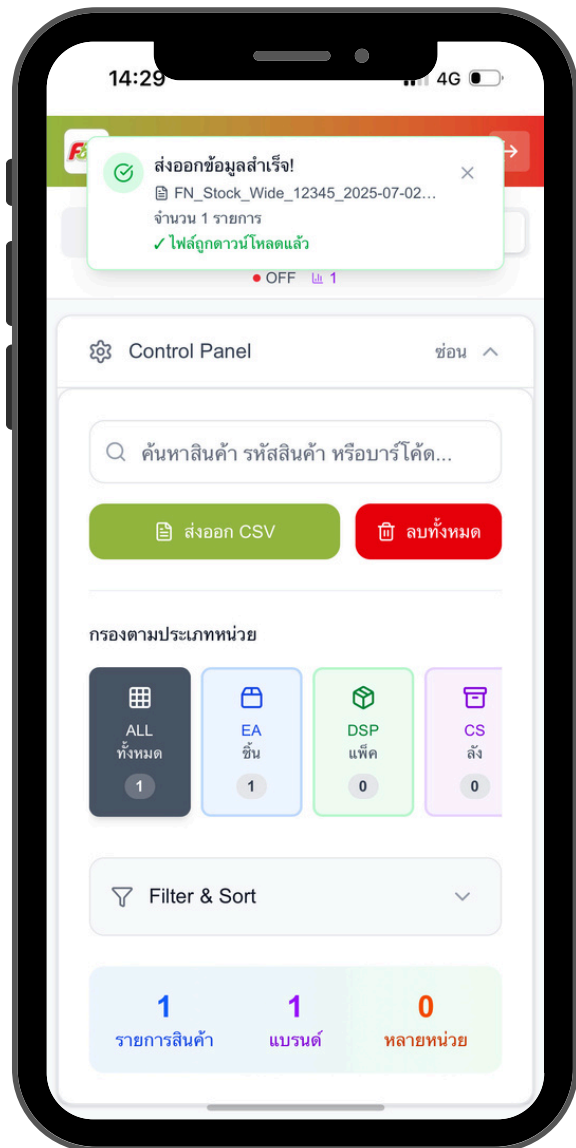 14:29
4G
ส่งออกข้อมูลสำเร็จ!
FN_Stock_Wide_12345_2025-07-02...
จำนวน 1 รายการ
✓ ไฟล์ถูกดาวน์โหลดแล้ว
OFF 1
Control Panel
ซ่อน
ค้นหาสินค้า รหัสสินค้า หรือบาร์โค้ด...
ส่งออก CSV
ลบทั้งหมด
กรองตามประเภทหน่วย
ALL
ทั้งหมด
1
EA
ชิ้น
1
DSP
แพ็ค
0
CS
ลัง
0
Filter & Sort
1
รายการสินค้า
1
แบรนด์
0
หลายหน่วย